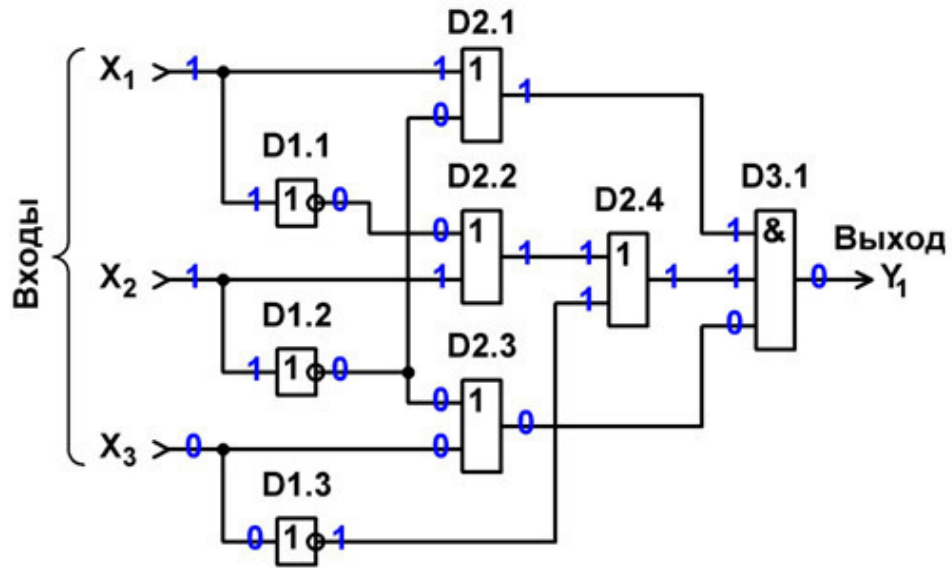 D2.1
X₁ 1 1 1 1
0
D1.1
D2.2
1 1 0 0 1
D2.4
D3.1
Входы
1 1 1 1
1 &
Выход
X₂ 1 1
1 1 0 Y₁
D1.2
1
D2.3
0
1 1 0
0 1
0
X₃ 0 0
D1.3
0 1 1